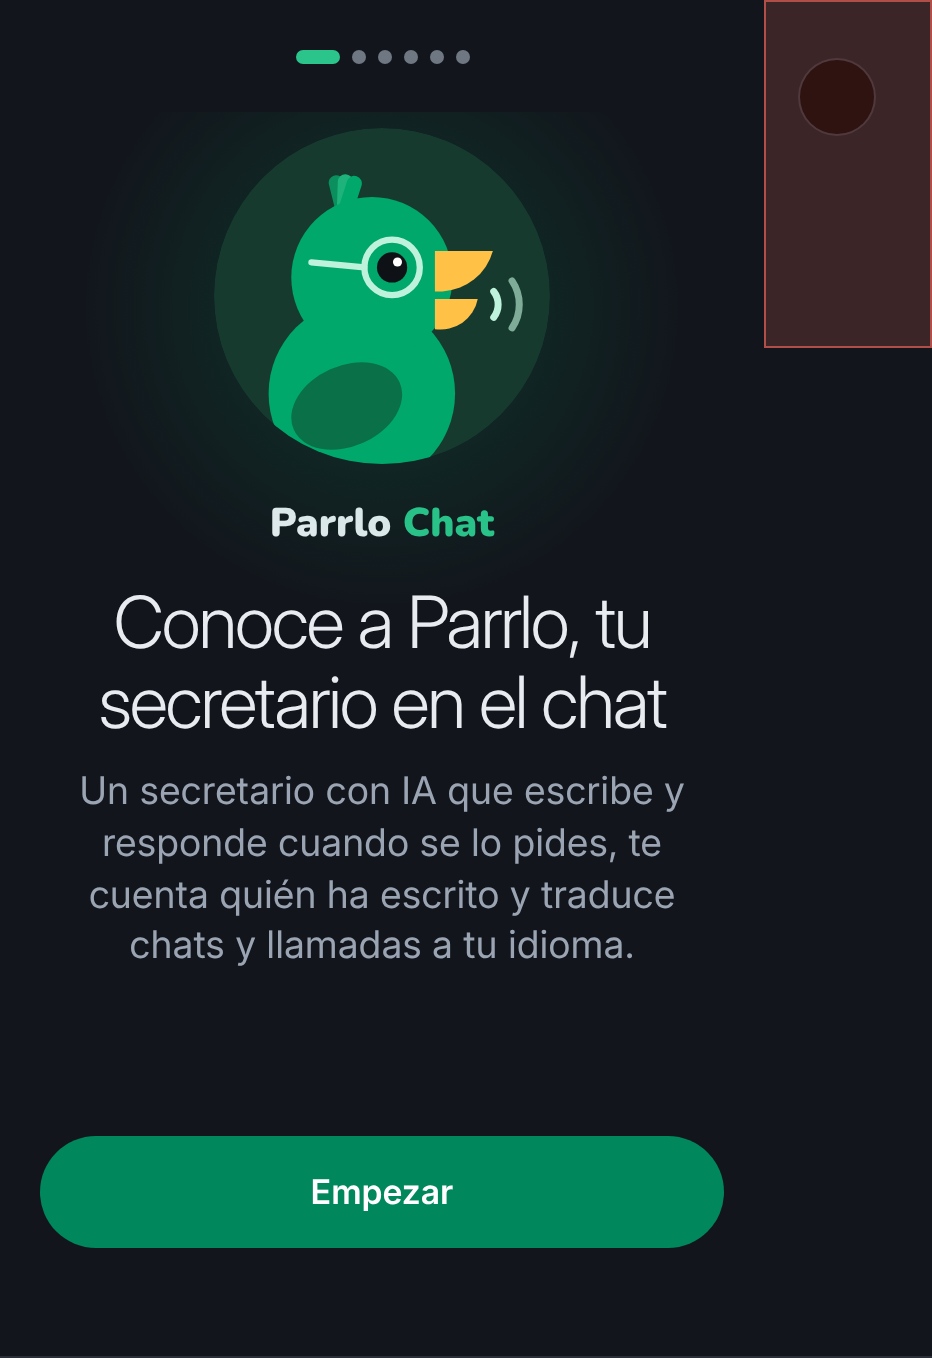 Parrlo Chat
Conoce a Parrlo, tu
secretario en el chat
Un secretario con IA que escribe y
responde cuando se lo pides, te
cuenta quién ha escrito y traduce
chats y llamadas a tu idioma.
Empezar